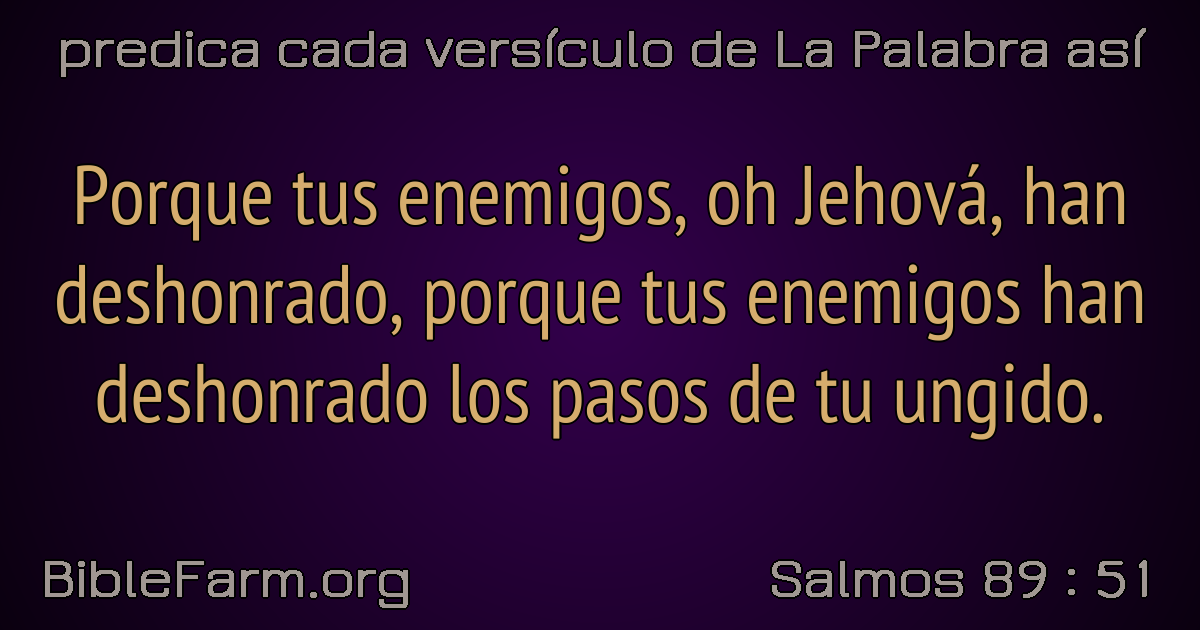 predica cada versículo de La Palabra así
Porque tus enemigos, oh Jehová, han
deshonrado, porque tus enemigos han
deshonrado los pasos de tu ungido.
BibleFarm.org
Salmos 89 : 51